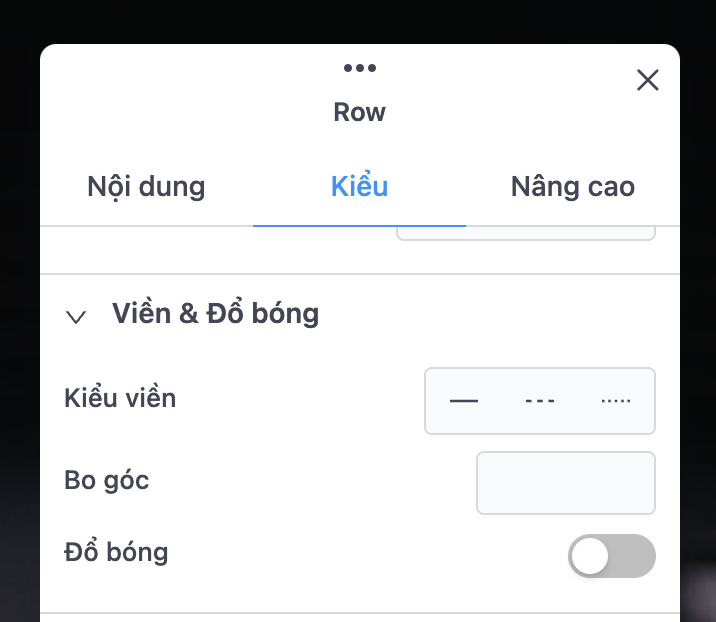 Row
Nội dung
Kiểu
Nâng cao
Viền & Đổ bóng
Kiểu viền
Bo góc
Đổ bóng